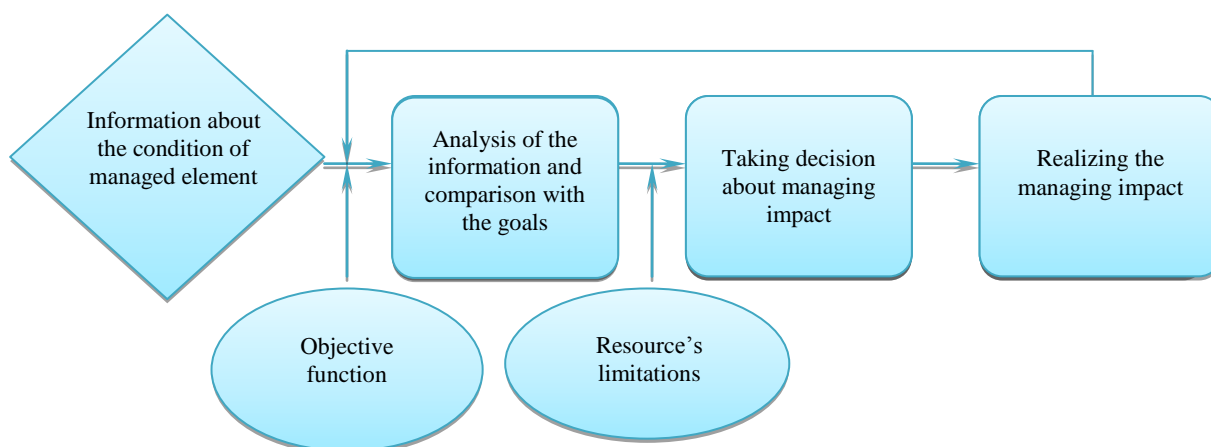 Information about
the condition of
managed element
Analysis of the
information and
comparison with
the goals
Taking decision
about managing
impact
Realizing the
managing impact
Objective
function
Resource’s
limitations